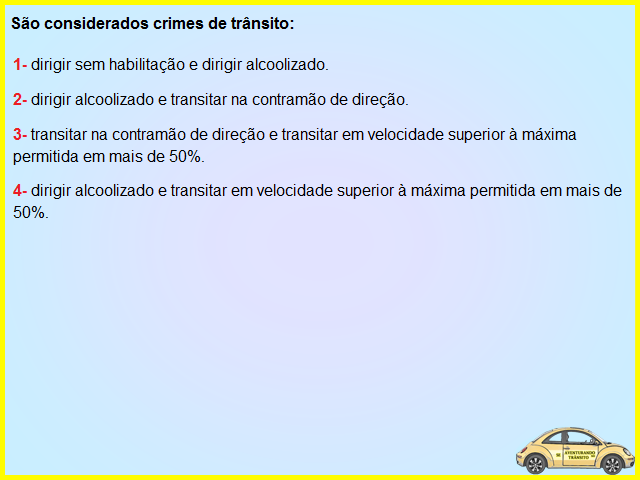 São considerados crimes de trânsito:
1- dirigir sem habilitação e dirigir alcoolizado.
2- dirigir alcoolizado e transitar na contramão de direção.
3- transitar na contramão de direção e transitar em velocidade superior à máxima
permitida em mais de 50%.
4- dirigir alcoolizado e transitar em velocidade superior à máxima permitida em mais de
50%.
AVENTURANDO
TRÂNSITO